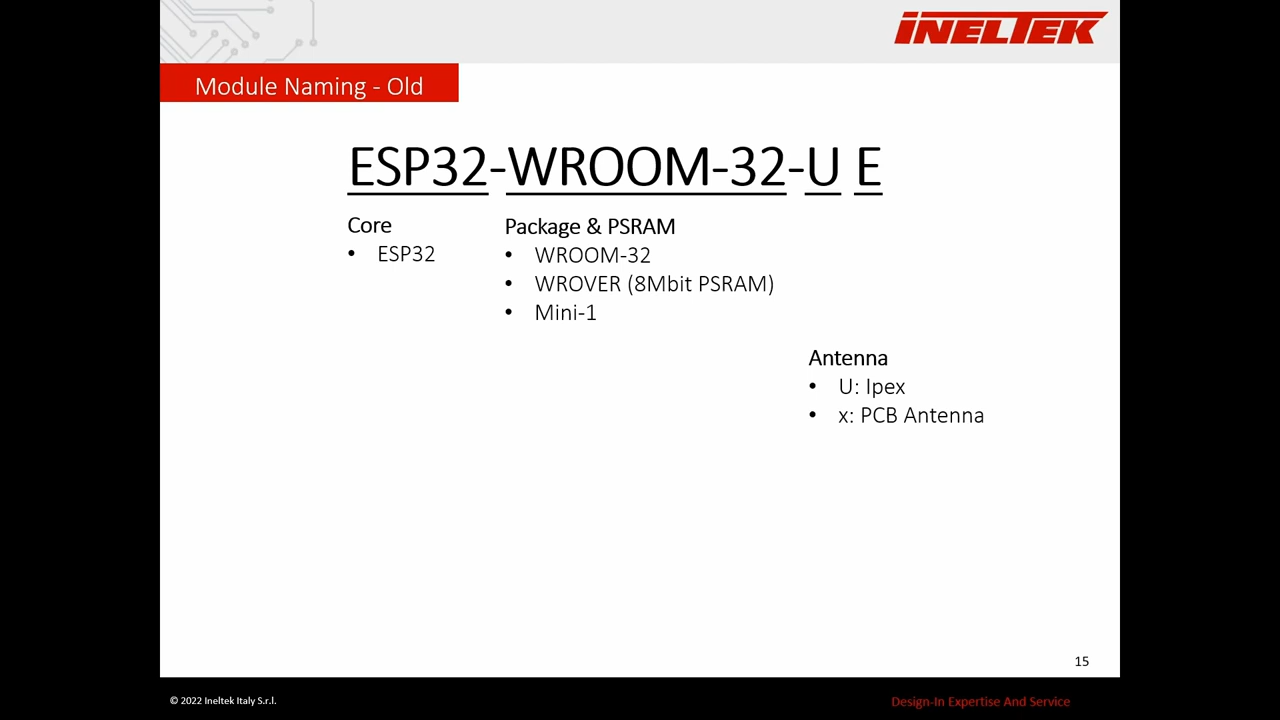 INELTEK
Module Naming - Old
ESP32-WROOM-32-U E
Core
• ESP32
Package & PSRAM
• WROOM-32
• WROVER (8Mbit PSRAM)
• Mini-1
Antenna
• U: Ipex
• x: PCB Antenna
15
© 2022 Ineltek Italy S.r.l.
Design-In Expertise And Service